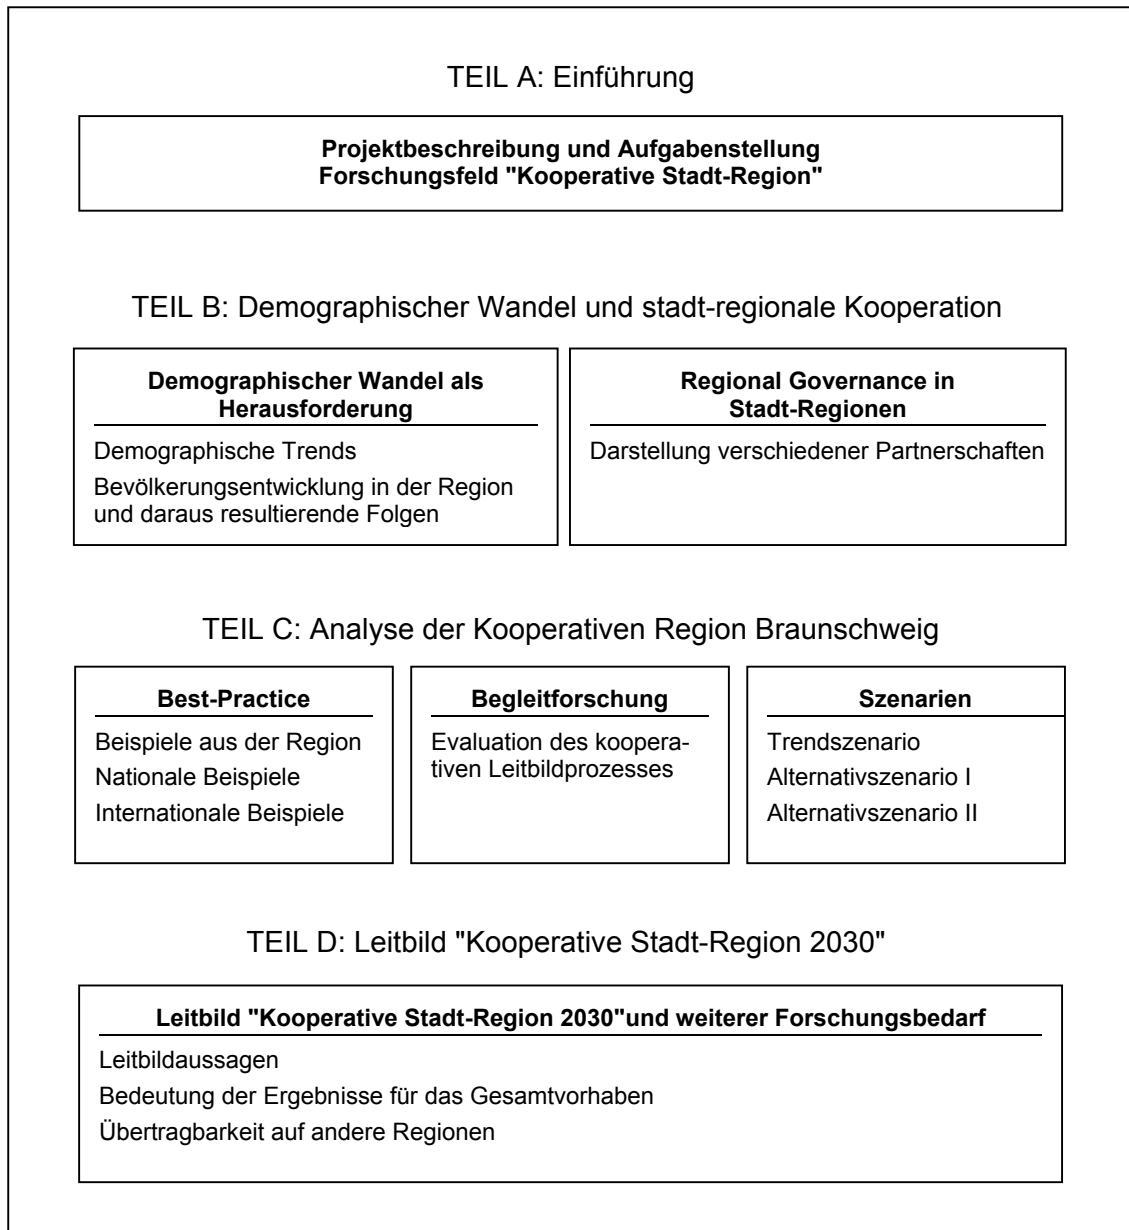 TEIL A: Einführung
Projektbeschreibung und Aufgabenstellung
Forschungsfeld "Kooperative Stadt-Region"
TEIL B: Demographischer Wandel und stadt-regionale Kooperation
Demographischer Wandel als
Herausforderung
Demographische Trends
Bevölkerungsentwicklung in der Region
und daraus resultierende Folgen
Regional Governance in
Stadt-Regionen
Darstellung verschiedener Partnerschaften
TEIL C: Analyse der Kooperativen Region Braunschweig
Best-Practice
Beispiele aus der Region
Nationale Beispiele
Internationale Beispiele
Begleitforschung
Evaluation des koopera-
tiven Leitbildprozesses
Szenarien
Trendszenario
Alternativszenario I
Alternativszenario II
TEIL D: Leitbild "Kooperative Stadt-Region 2030"
Leitbild "Kooperative Stadt-Region 2030"und weiterer Forschungsbedarf
Leitbildaussagen
Bedeutung der Ergebnisse für das Gesamtvorhaben
Übertragbarkeit auf andere Regionen